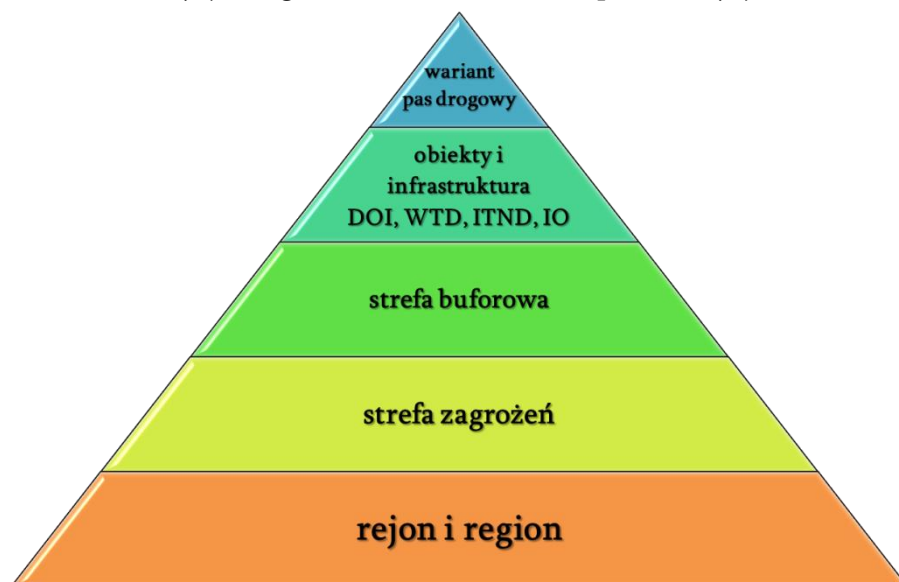 wariant
pas drogowy
obiekty i
infrastruktura
DOI, WTD, ITND, IO
strefa buforowa
strefa zagrożeń
rejon i region